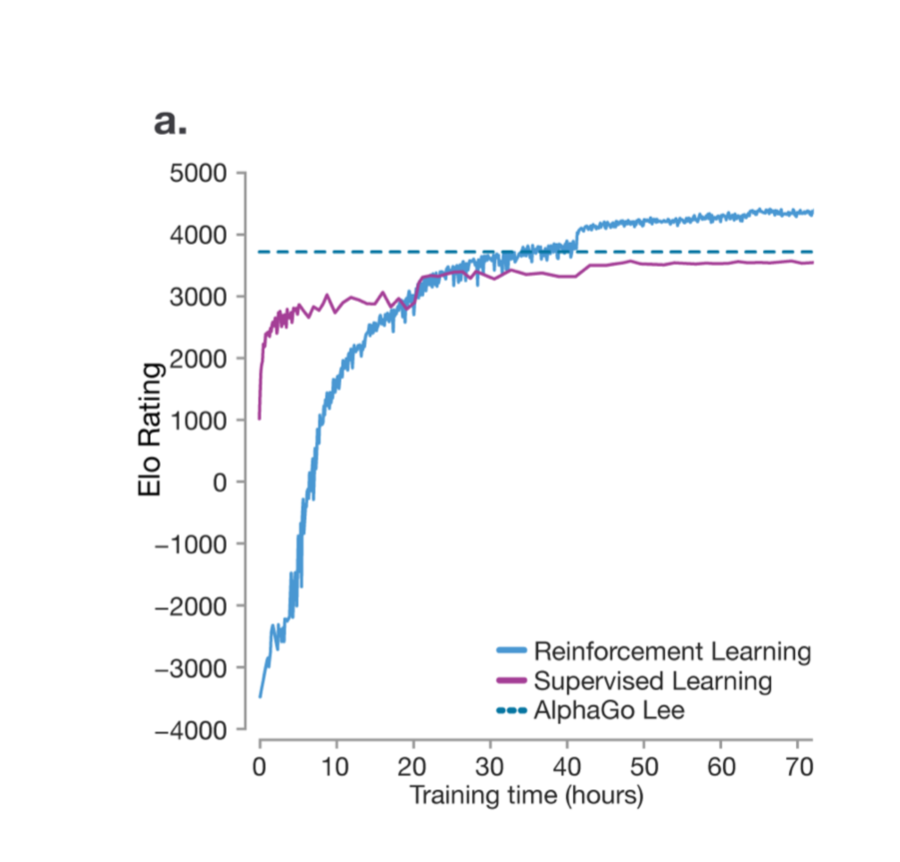 a.
5000
4000
3000
2000
1000
0
−1000
−2000
−3000
−4000
Elo Rating
Reinforcement Learning
Supervised Learning
AlphaGo Lee
0 10 20 30 40 50 60 70
Training time (hours)